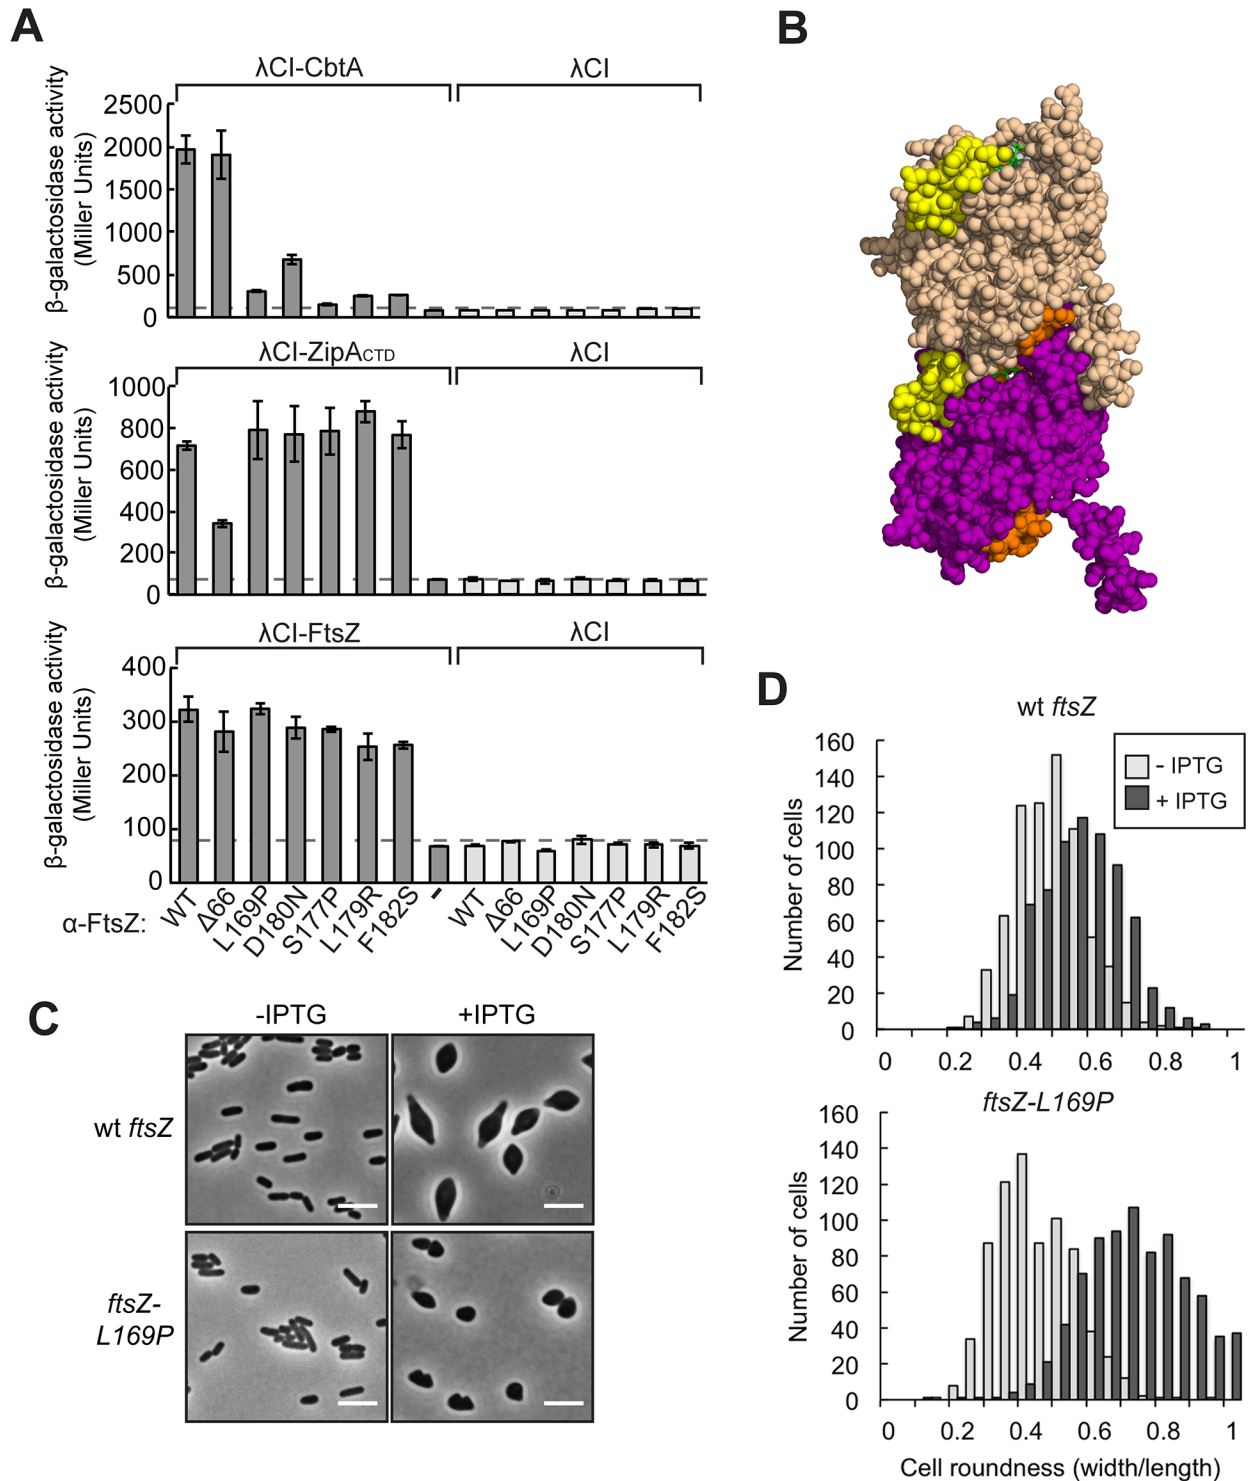 A
λCI-CbtA
λCI
β-galactosidase activity
(Miller Units)
2500
2000
1500
1000
500
0
λCI-ZipACTD
λCI
β-galactosidase activity
(Miller Units)
1000
800
600
400
200
0
λCI-FtsZ
λCI
β-galactosidase activity
(Miller Units)
400
300
200
100
0
α-FtsZ:
WT
Δ66
L169P
D180N
S177P
L179R
F182S
-
WT
Δ66
L169P
D180N
S177P
L179R
F182S
B
C
-IPTG
+IPTG
wt ftsZ
ftsZ-
L169P
D
wt ftsZ
- IPTG
+ IPTG
Number of cells
160
140
120
100
80
60
40
20
0
0
0.2
0.4
0.6
0.8
1
ftsZ-L169P
Number of cells
160
140
120
100
80
60
40
20
0
0
0.2
0.4
0.6
0.8
1
Cell roundness (width/length)